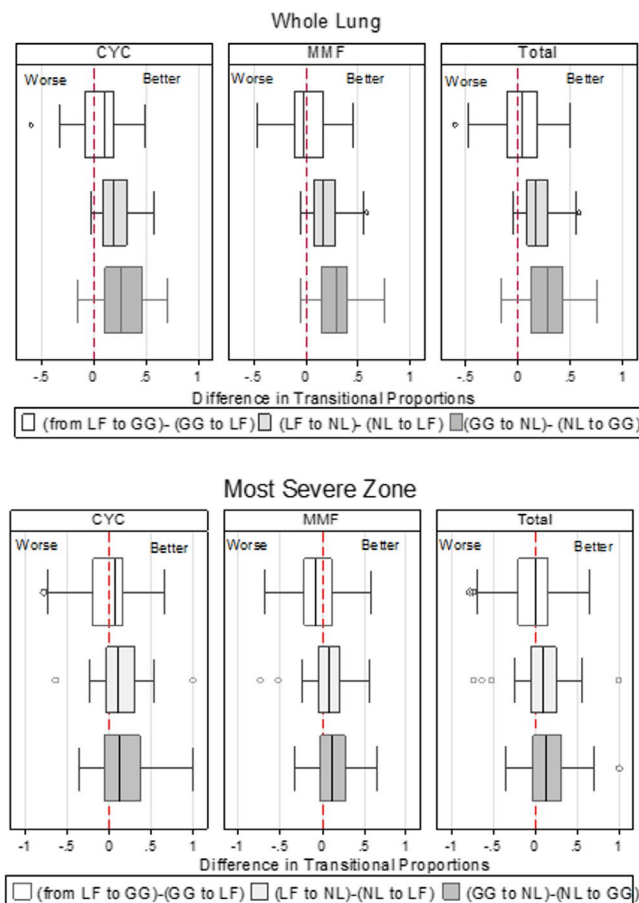 Whole Lung
CYC MMF Total
Worse Better Worse Better Worse Better
-.5 0 .5 1 -.5 0 .5 1 -.5 0 .5 1
Difference in Transitional Proportions
(from LF to GG)- (GG to LF) (LF to NL)- (NL to LF) (GG to NL)- (NL to GG)
Most Severe Zone
CYC MMF Total
Worse Better Worse Better Worse Better
-1 -.5 0 .5 1 -1 -.5 0 .5 1 -1 -.5 0 .5 1
Difference in Transitional Proportions
(from LF to GG)-(GG to LF) (LF to NL)-(NL to LF) (GG to NL)-(NL to GG)